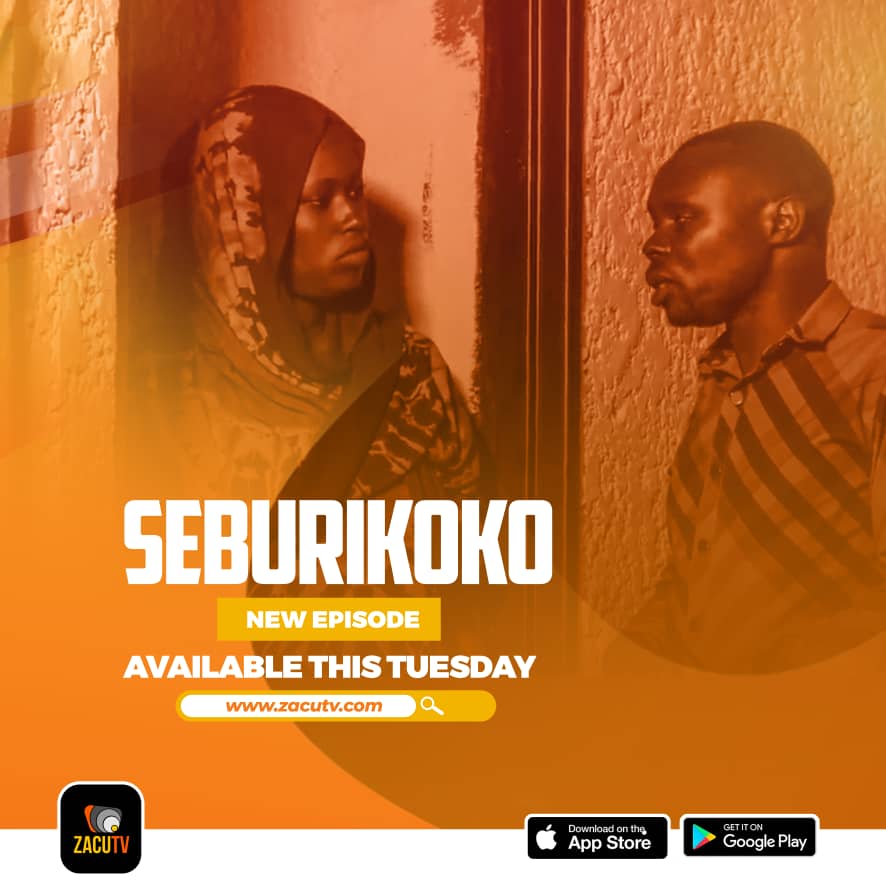 SEBURIKOKO
NEW EPISODE
AVAILABLE THIS TUESDAY
www.zacutv.com
ZACUTV
Download on the
App Store
GET IT ON
Google Play